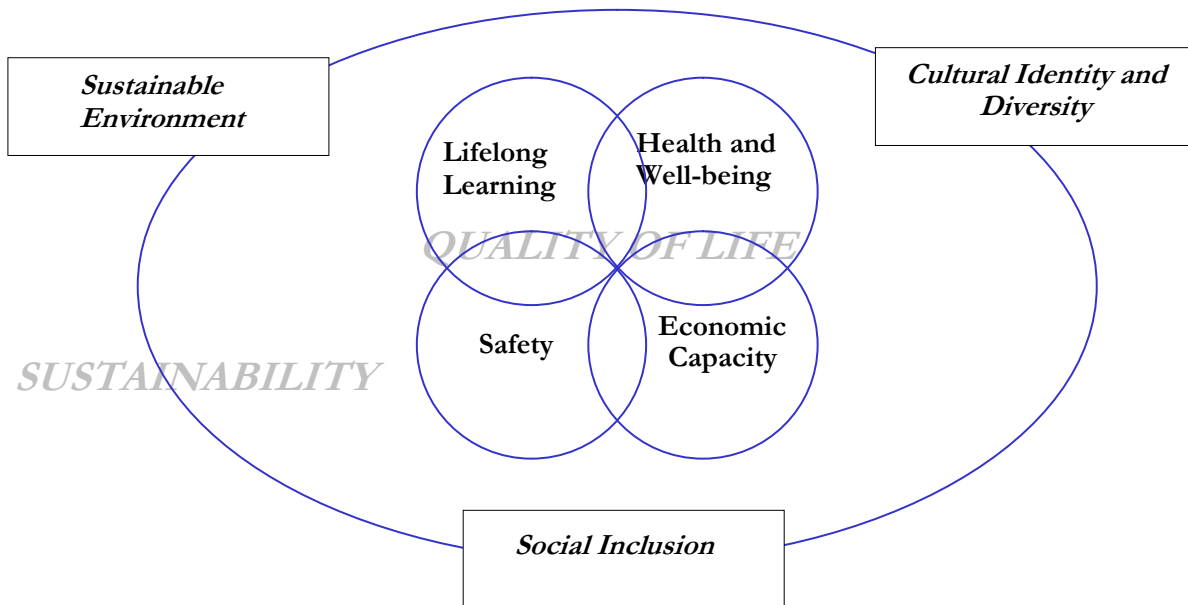 Sustainable
Environment
Cultural Identity and
Diversity
Lifelong
Learning
Health and
Well-being
QUALITY OF LIFE
Safety
Economic
Capacity
SUSTAINABILITY
Social Inclusion